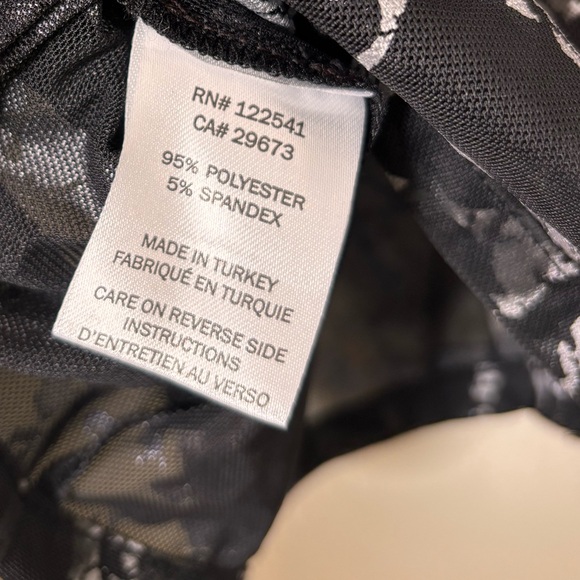 RN# 122541
CA# 29673
95% POLYESTER
5% SPANDEX
MADE IN TURKEY
FABRIQUÉ EN TURQUIE
CARE ON REVERSE SIDE
INSTRUCTIONS
D'ENTRETIEN AU VERSO